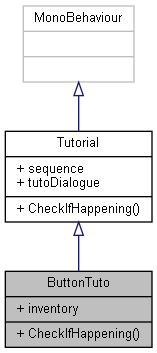 MonoBehaviour
Tutorial
+ sequence
+ tutoDialogue
+ CheckIfHappening()
ButtonTuto
+ inventory
+ CheckIfHappening()